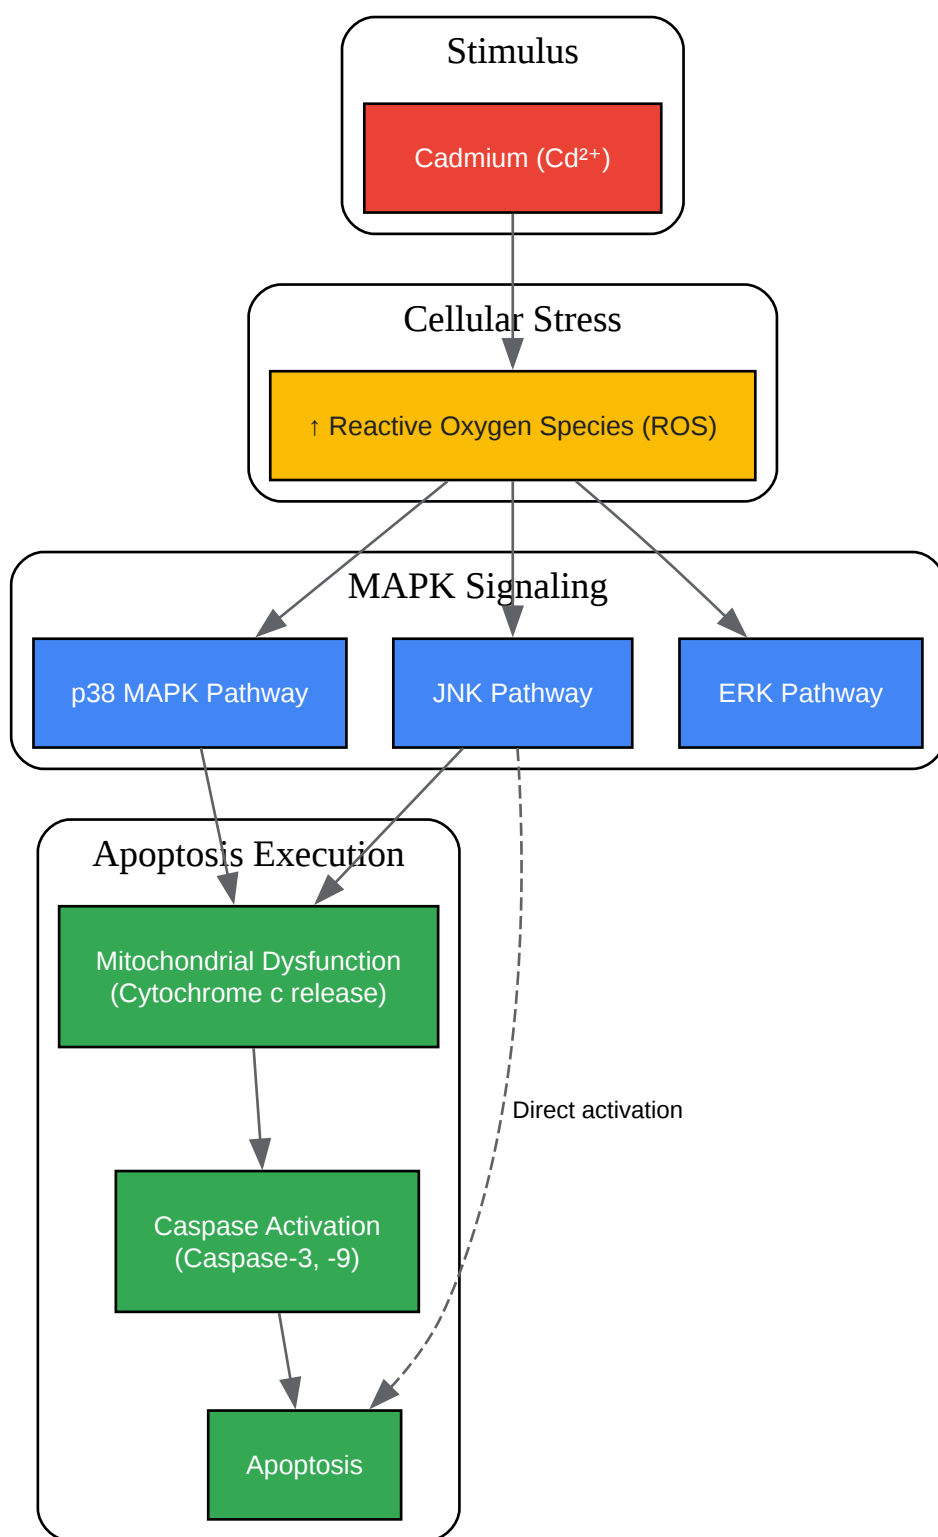 Stimulus
Cadmium (Cd²⁺)
Cellular Stress
↑ Reactive Oxygen Species (ROS)
MAPK Signaling
p38 MAPK Pathway
JNK Pathway
ERK Pathway
Apoptosis Execution
Mitochondrial Dysfunction
(Cytochrome c release)
Direct activation
Caspase Activation
(Caspase-3, -9)
Apoptosis